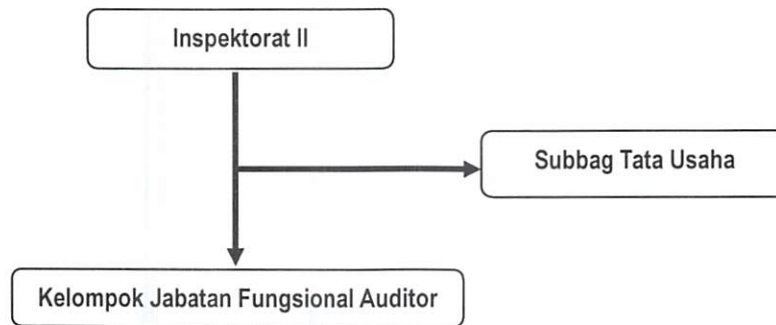 Inspektorat II
Subbag Tata Usaha
Kelompok Jabatan Fungsional Auditor